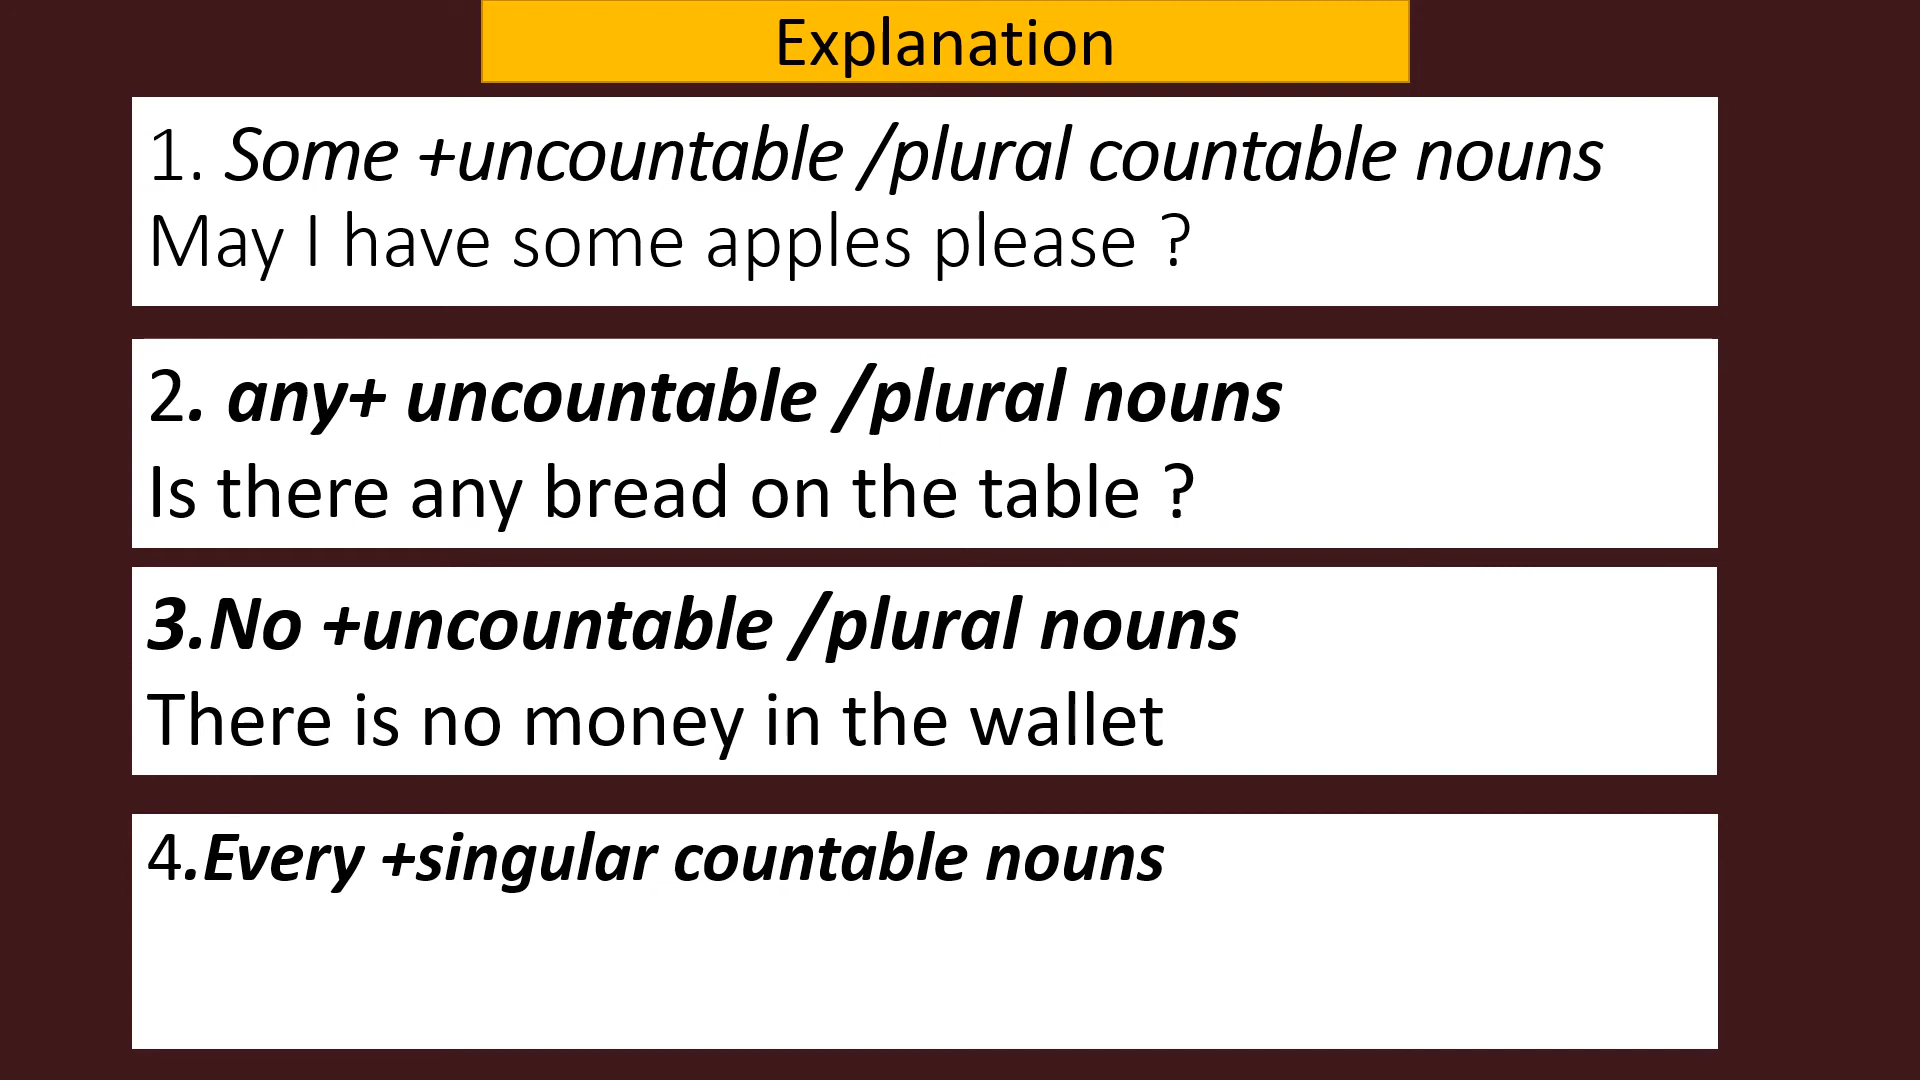 Explanation
1. Some +uncountable /plural countable nouns
May I have some apples please ?
2. any+ uncountable /plural nouns
Is there any bread on the table ?
3.No +uncountable /plural nouns
There is no money in the wallet
4.Every +singular countable nouns